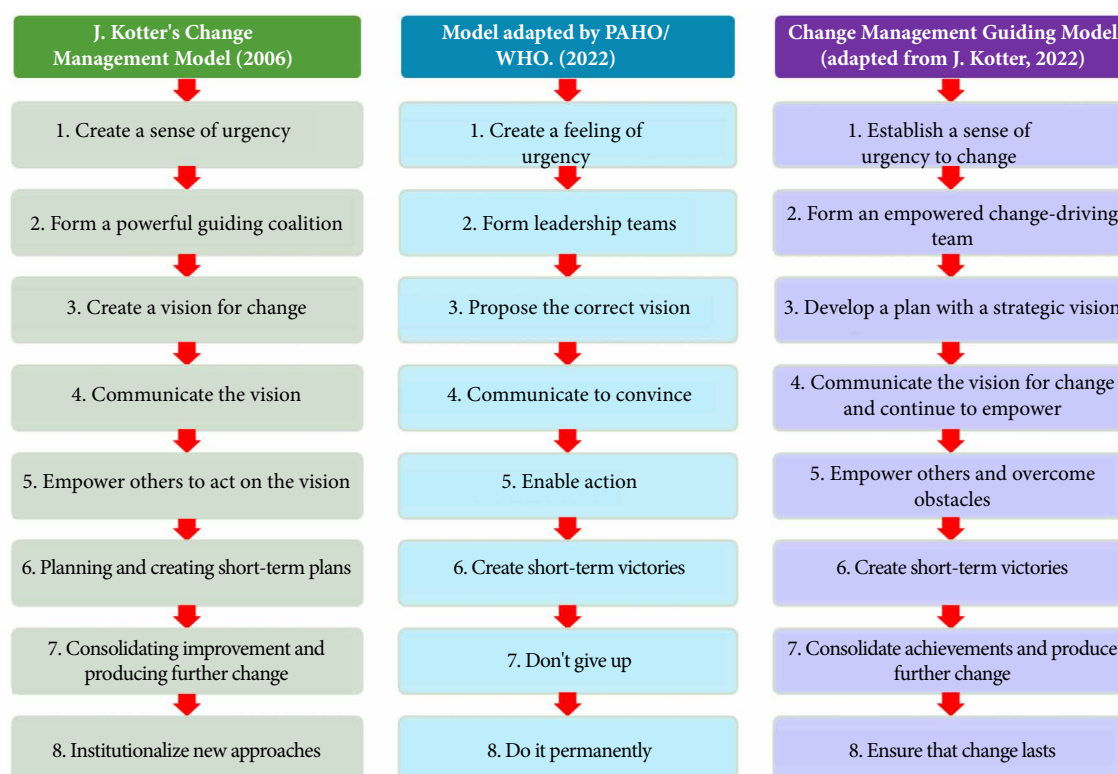 J. Kotter's Change
Management Model (2006)
1. Create a sense of urgency
2. Form a powerful guiding coalition
3. Create a vision for change
4. Communicate the vision
5. Empower others to act on the vision
6. Planning and creating short-term plans
7. Consolidating improvement and
producing further change
8. Institutionalize new approaches
Model adapted by PAHO/
WHO. (2022)
1. Create a feeling of
urgency
2. Form leadership teams
3. Propose the correct vision
4. Communicate to convince
5. Enable action
6. Create short-term victories
7. Don't give up
8. Do it permanently
Change Management Guiding Model
(adapted from J. Kotter, 2022)
1. Establish a sense of
urgency to change
2. Form an empowered change-driving
team
3. Develop a plan with a strategic vision
4. Communicate the vision for change
and continue to empower
5. Empower others and overcome
obstacles
6. Create short-term victories
7. Consolidate achievements and produce
further change
8. Ensure that change lasts